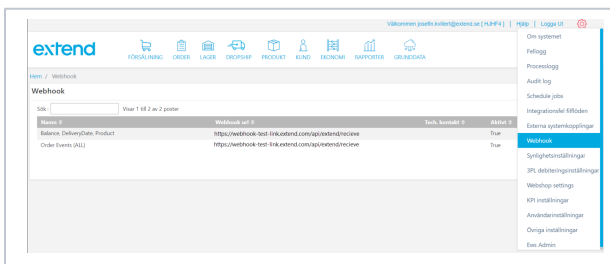 Välkommen josefin.kvillert@extend.se [ HJHF4 ] | Hjälp | Logga Ut
extend
FÖRSÄLJNING ORDER LAGER DROPSHIP PRODUKT KUND EKONOMI RAPPORTER GRUNDDATA
Hem / Webhook
Webhook
Sök : Visar 1 till 2 av 2 poster
Namn Webhook url Tech. kontakt Aktivt
Balance, DeliveryDate, Product https://webhook-test-link.extend.com/api/extend/recieve True
Order Events (ALL) https://webhook-test-link.extend.com/api/extend/recieve True
Om systemet
Fellogg
Processlogg
Audit log
Schedule jobs
Integrationsfel filflöden
Externa systemkopplingar
Webhook
Synlighetsinställningar
3PL debiteringsinställningar
Webshop settings
KPI inställningar
Användarinställningar
Övriga inställningar
Ews Admin